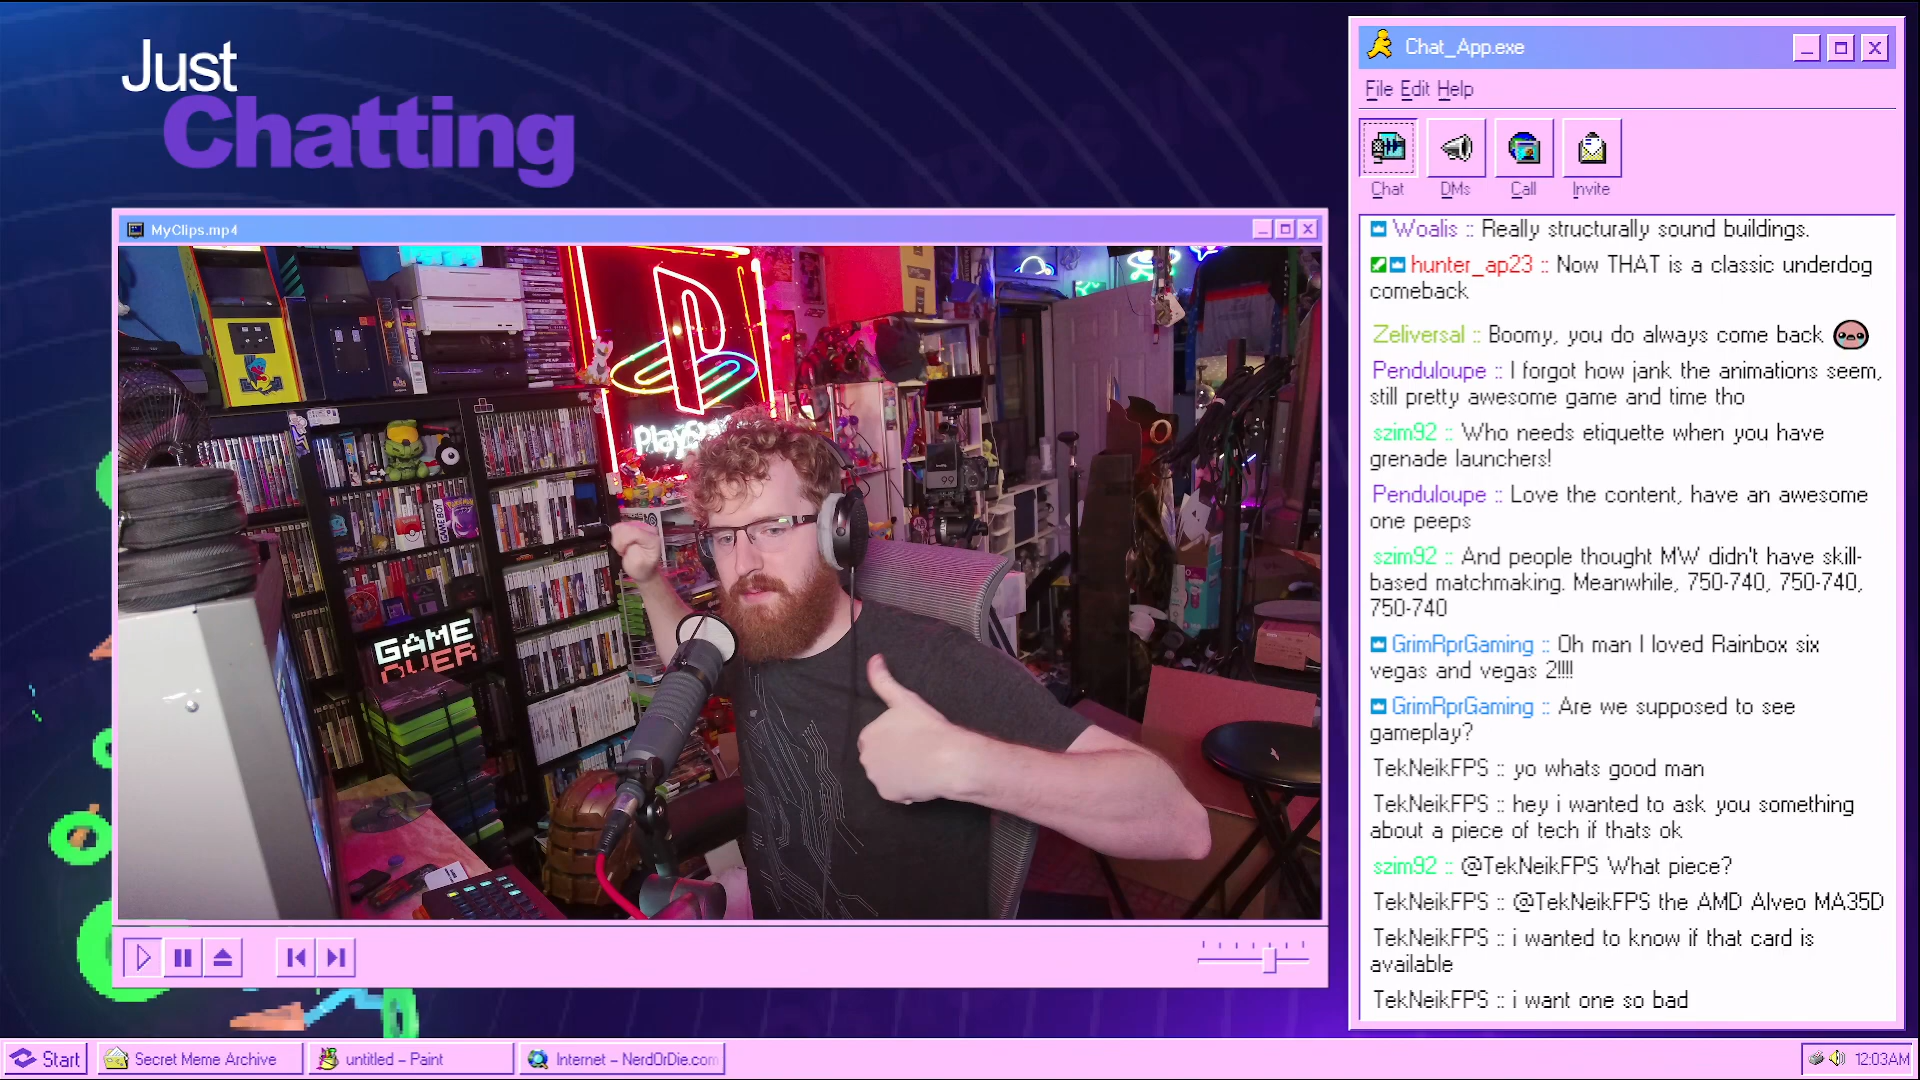 Just
Chatting
MyClips.mp4
PlaySt
GAME BOY
GAME
OVER
99
Chat_App.exe
File Edit Help
Chat DMs Call Invite
Woalis :: Really structurally sound buildings.
hunter_ap23 :: Now THAT is a classic underdog
comeback
Zeliversal :: Boomy, you do always come back
Penduloupe :: I forgot how jank the animations seem,
still pretty awesome game and time tho
szim92 :: Who needs etiquette when you have
grenade launchers!
Penduloupe :: Love the content, have an awesome
one peeps
szim92 :: And people thought MW didn't have skill-
based matchmaking. Meanwhile, 750-740, 750-740,
750-740
GrimRprGaming :: Oh man I loved Rainbox six
vegas and vegas 2!!!!
GrimRprGaming :: Are we supposed to see
gameplay?
TekNeikFPS :: yo whats good man
TekNeikFPS :: hey i wanted to ask you something
about a piece of tech if thats ok
szim92 :: @TekNeikFPS What piece?
TekNeikFPS :: @TekNeikFPS the AMD Alveo MA35D
TekNeikFPS :: i wanted to know if that card is
available
TekNeikFPS :: i want one so bad
Start
Secret Meme Archive
untitled - Paint
Internet - NerdOrDie.com
12:03AM